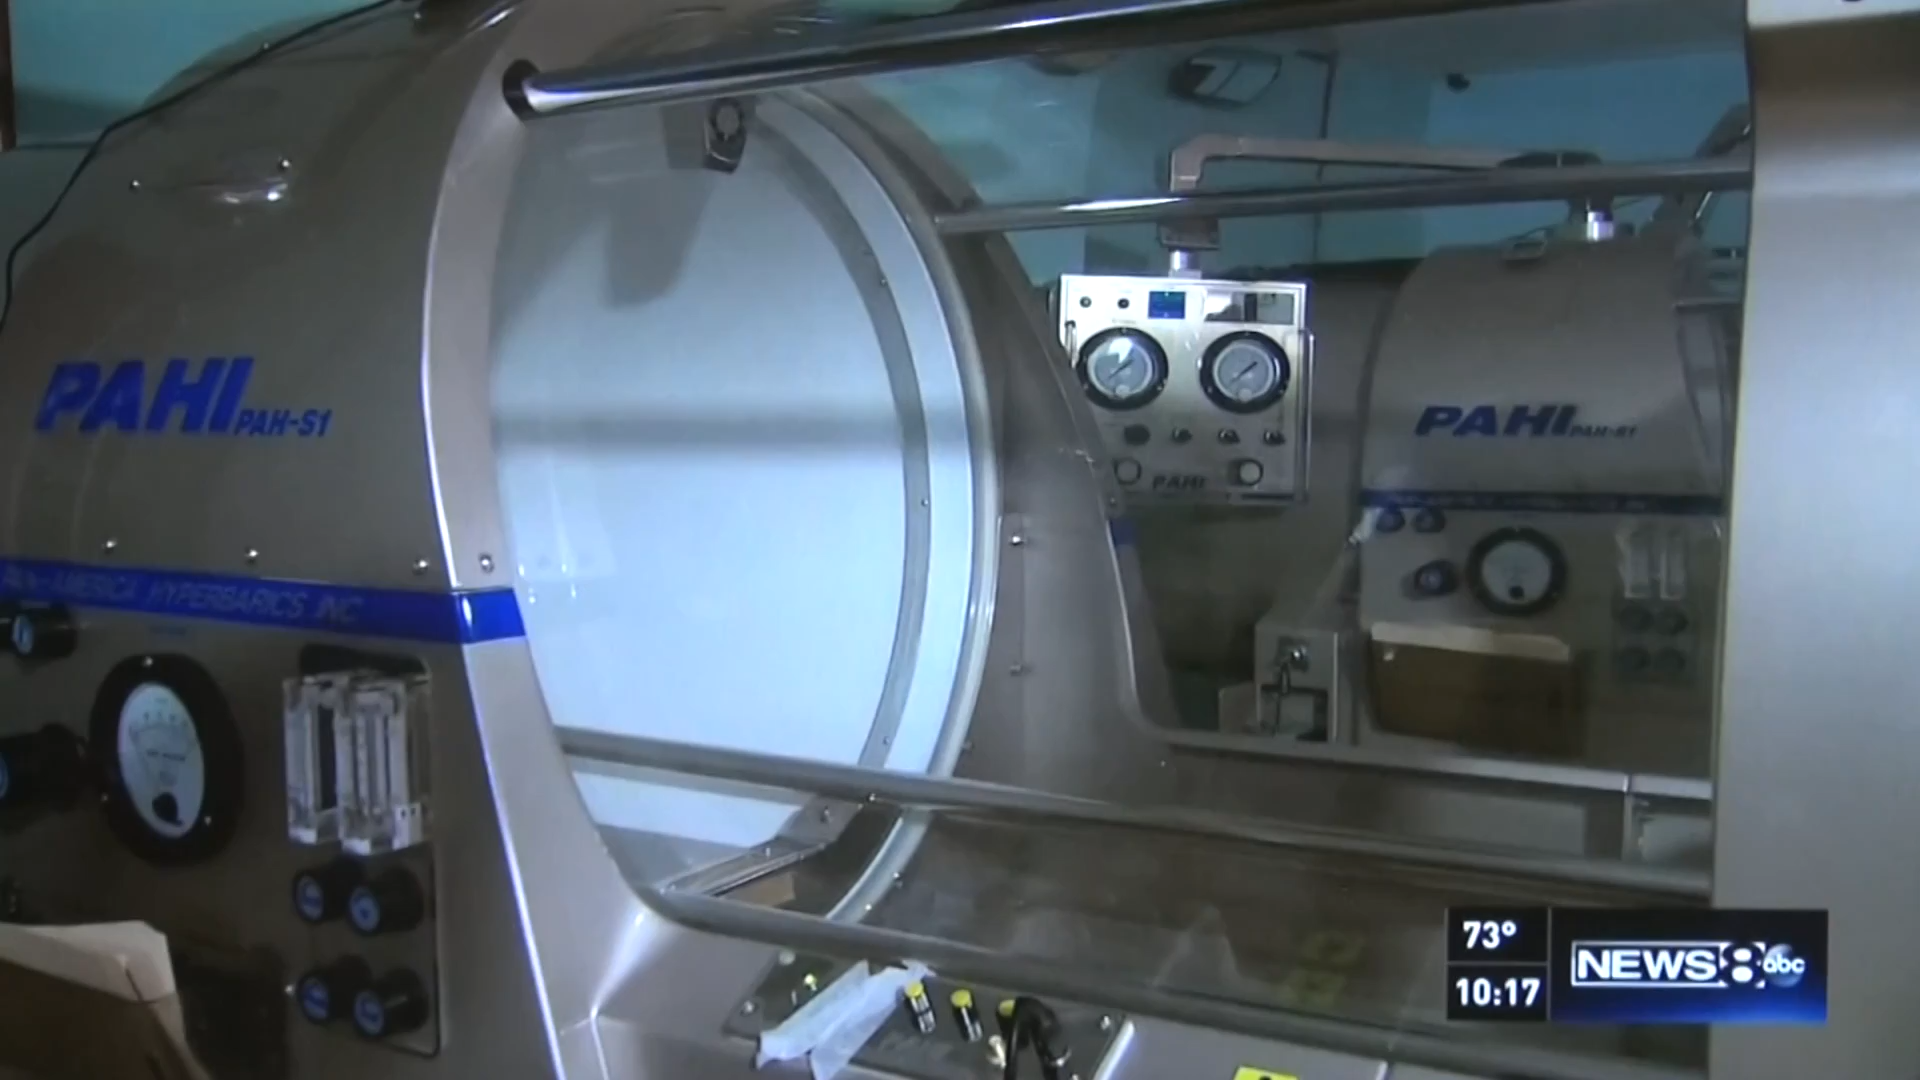 PAHI PAH-S1
PAN-AMERICA HYPERBARICS INC
PAHI
PAHI PAH-S1
73°
10:17
NEWS 8 abc